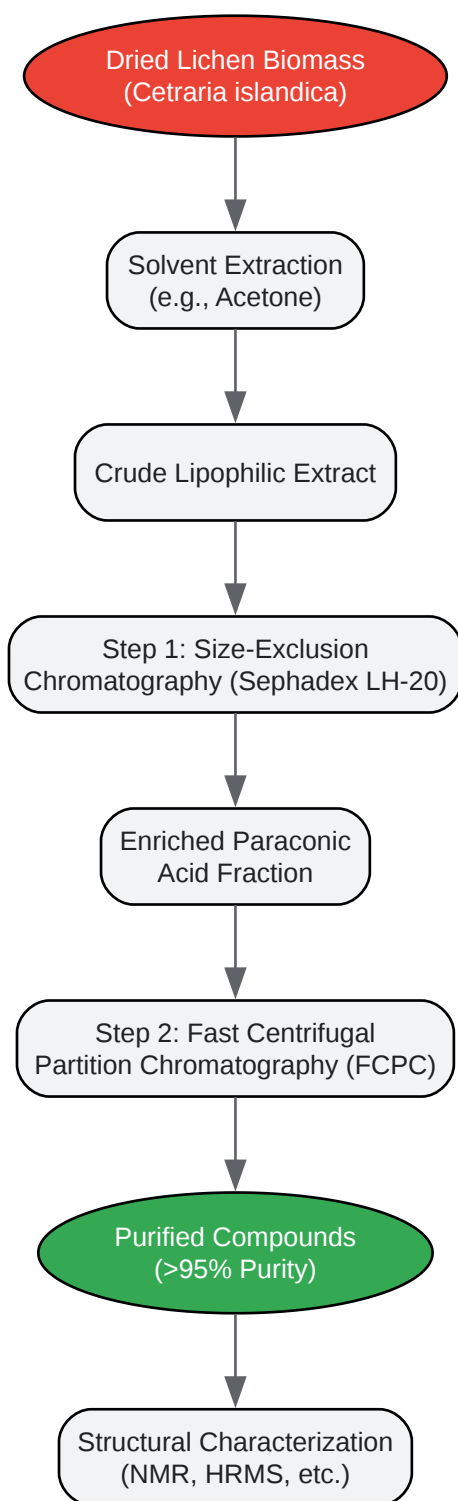 Dried Lichen Biomass
(Cetraria islandica)
Solvent Extraction
(e.g., Acetone)
Crude Lipophilic Extract
Step 1: Size-Exclusion
Chromatography (Sephadex LH-20)
Enriched Paraconic
Acid Fraction
Step 2: Fast Centrifugal
Partition Chromatography (FCPC)
Purified Compounds
(>95% Purity)
Structural Characterization
(NMR, HRMS, etc.)